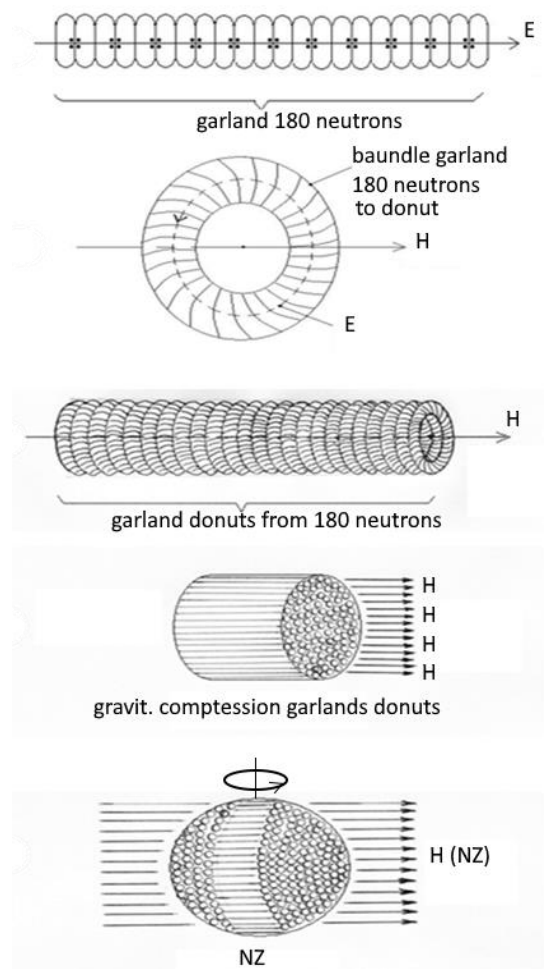 E
garland 180 neutrons
baundle garland
180 neutrons
to donut
H
E
H
garland donuts from 180 neutrons
H
H
H
H
gravit. comptession garlands donuts
H (NZ)
NZ